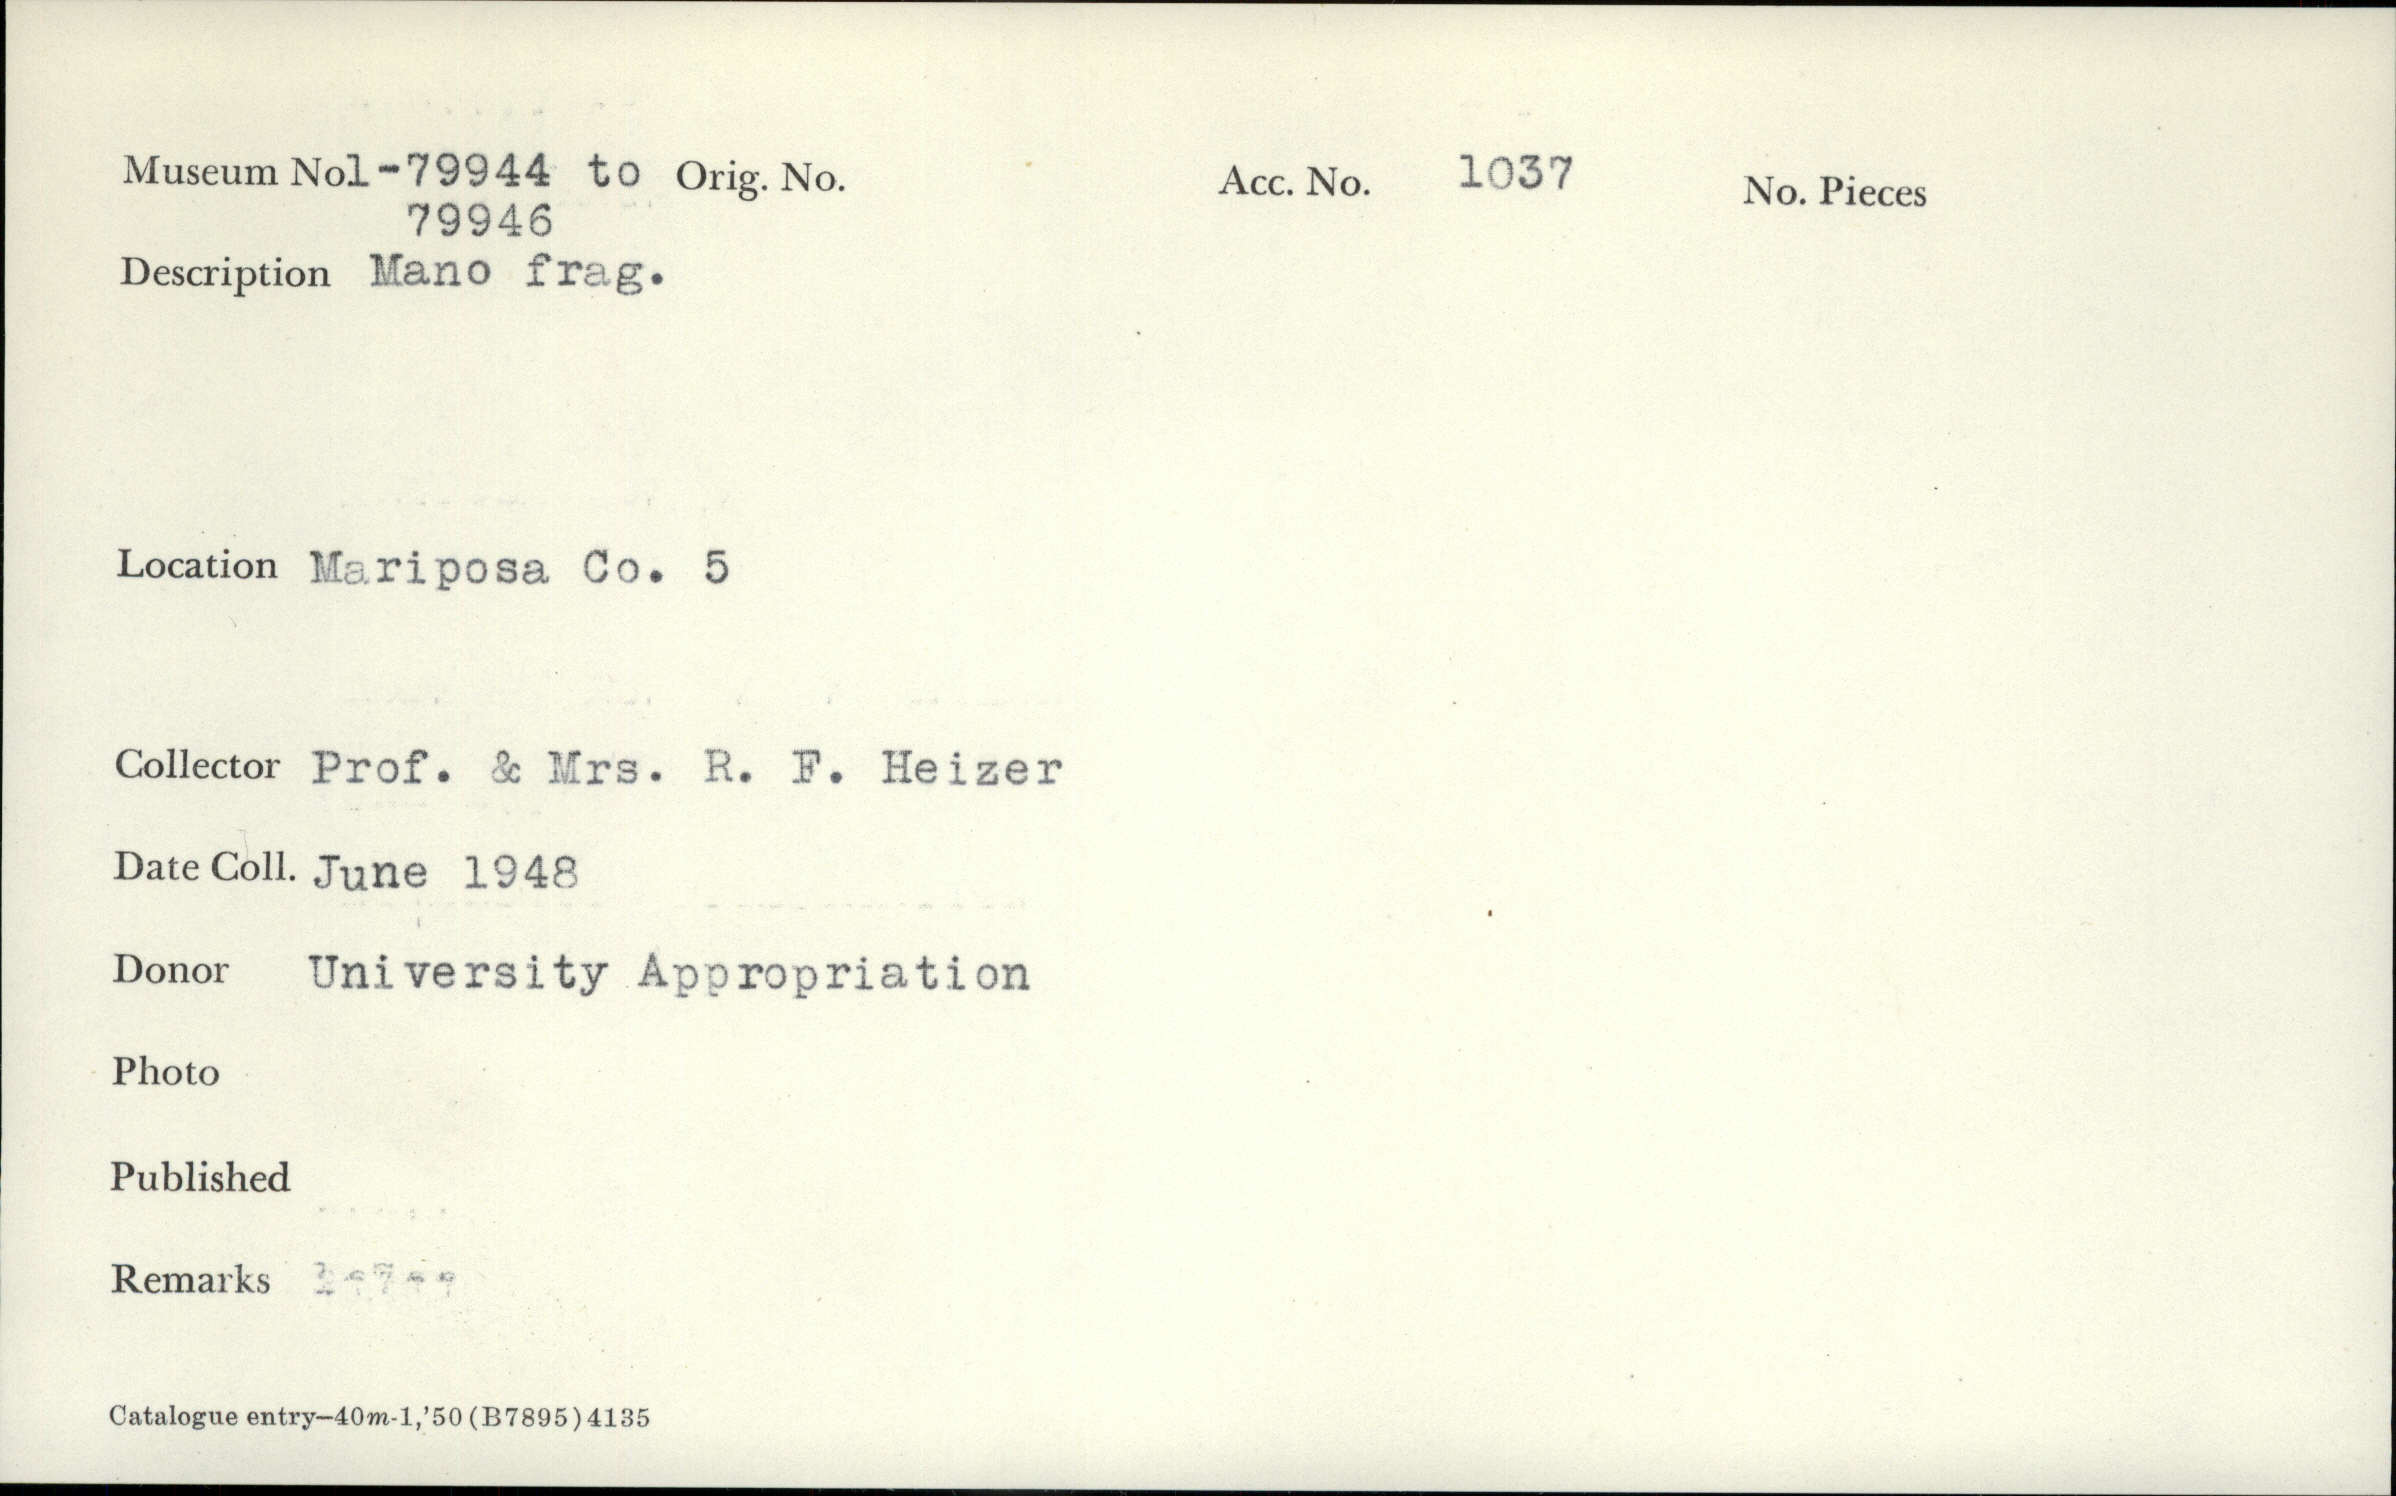 Museum No. 1-79944 to Orig. No. Acc. No. 1037 No. Pieces
79946
Description Mano frag.
Location Mariposa Co. 5
Collector Prof. & Mrs. R. F. Heizer
Date Coll. June 1948
Donor University Appropriation
Photo
Published
Remarks
Catalogue entry—40m-1,'50(B7895)4135